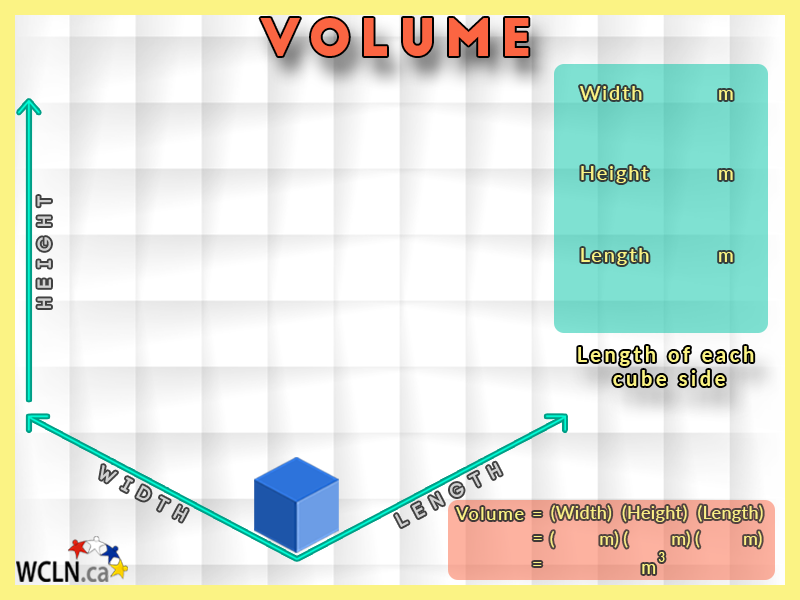 VOLUME
Width m
Height m
Length m
Length of each
cube side
HEIGHT
WIDTH
LENGTH
Volume = (Width) (Height) (Length)
= ( m) ( m) ( m)
= m³
WCLN.ca